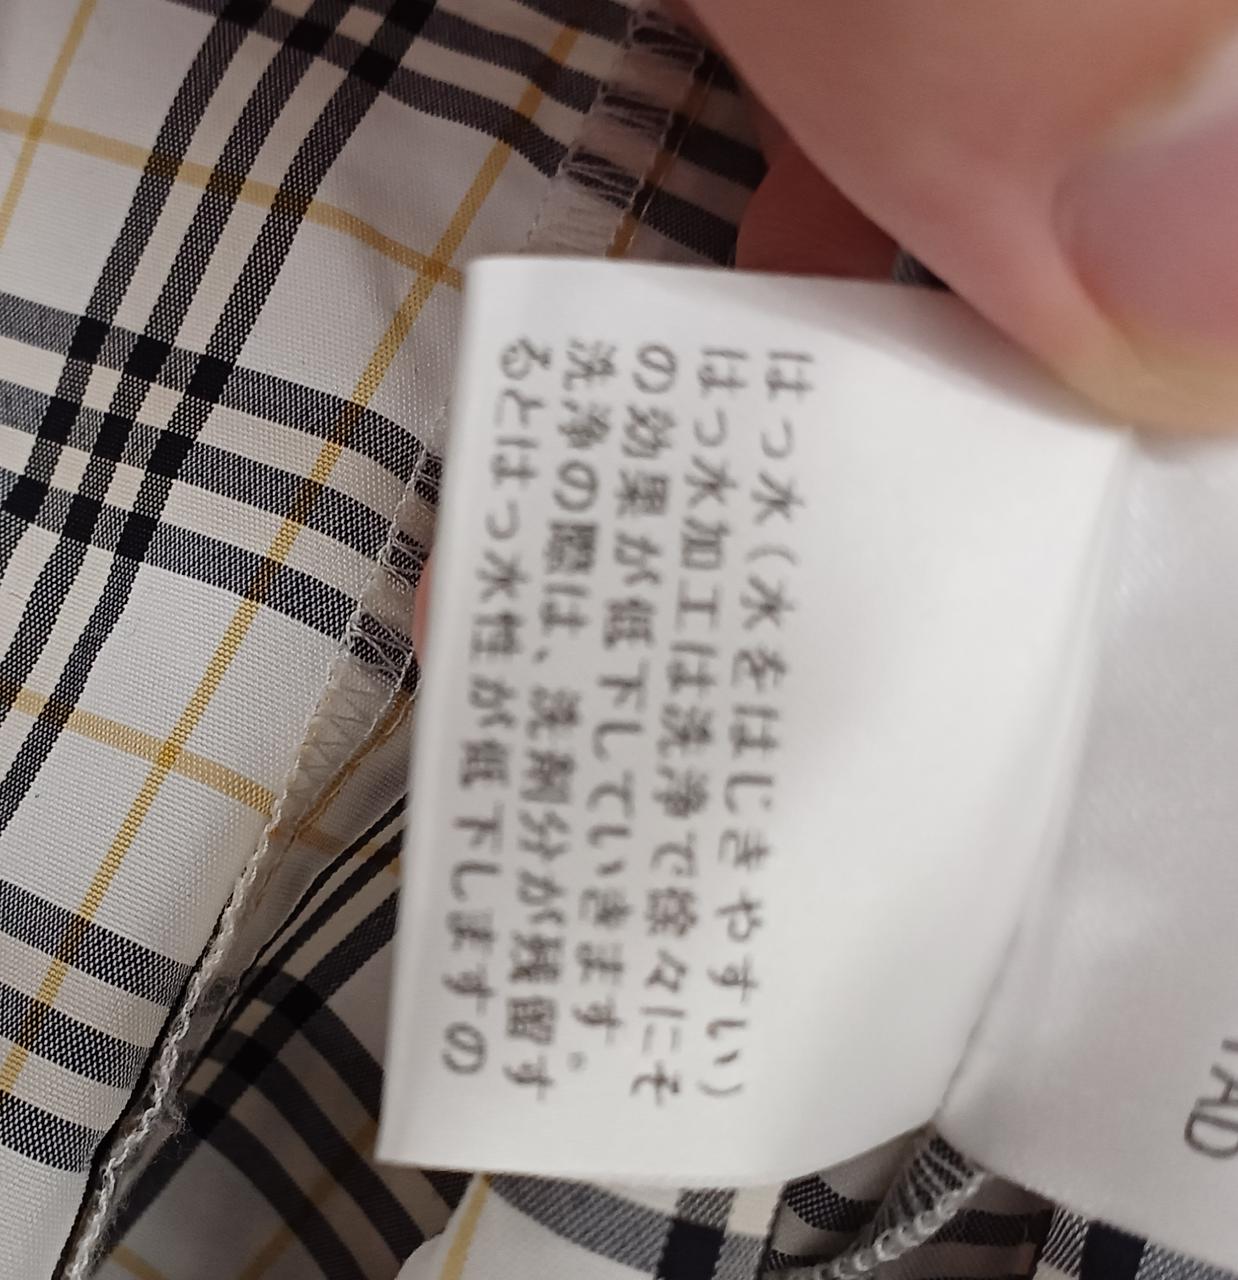 はっ水(水をはじきやすい)
はっ水加工は洗浄で徐々にそ
の効果が低下していきます。
洗浄の際は、洗剤分が残留す
るとはっ水性が低下しますの